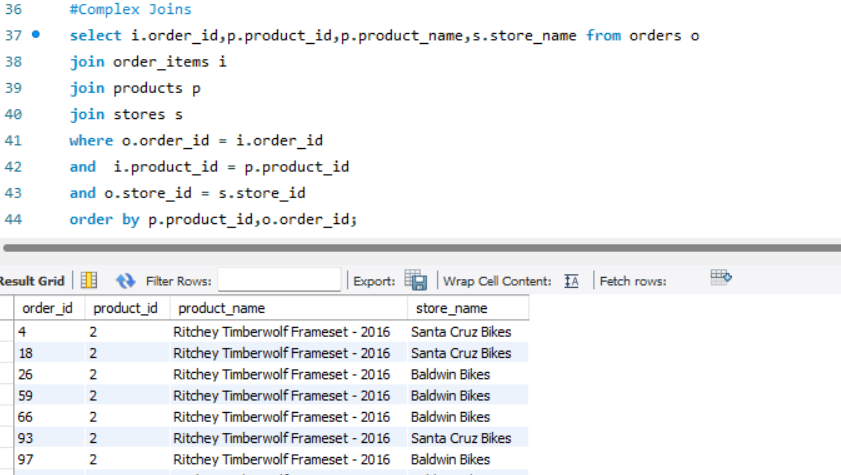 36 #Complex Joins
37 select i.order_id,p.product_id,p.product_name,s.store_name from orders o
38 join order_items i
39 join products p
40 join stores s
41 where o.order_id = i.order_id
42 and  i.product_id = p.product_id
43 and o.store_id = s.store_id
44 order by p.product_id,o.order_id;
Result Grid Filter Rows: Export: Wrap Cell Content: Fetch rows:
order_id product_id product_name store_name
4 2 Ritchey Timberwolf Frameset - 2016 Santa Cruz Bikes
18 2 Ritchey Timberwolf Frameset - 2016 Santa Cruz Bikes
26 2 Ritchey Timberwolf Frameset - 2016 Baldwin Bikes
59 2 Ritchey Timberwolf Frameset - 2016 Baldwin Bikes
66 2 Ritchey Timberwolf Frameset - 2016 Baldwin Bikes
93 2 Ritchey Timberwolf Frameset - 2016 Santa Cruz Bikes
97 2 Ritchey Timberwolf Frameset - 2016 Baldwin Bikes